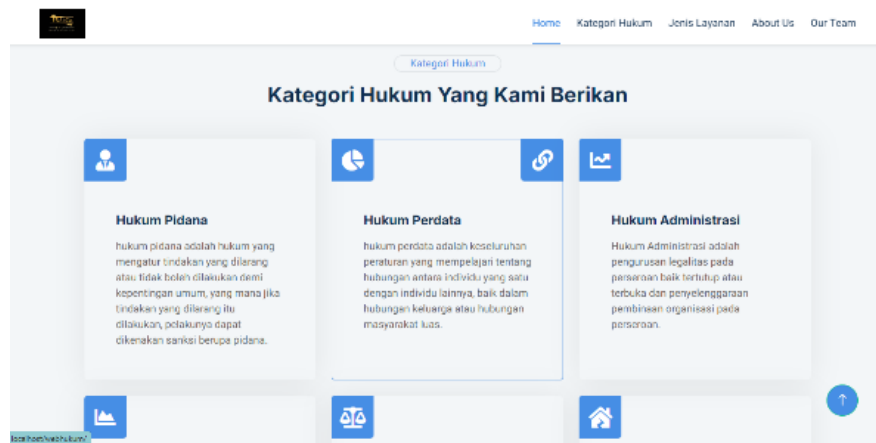 Home Kategori Hukum Jenis Layanan About Us Our Team
Kategori Hukum
Kategori Hukum Yang Kami Berikan
Hukum Pidana
hukum pidana adalah hukum yang
mengatur tindakan yang dilarang
atau tidak boleh dilakukan demi
kepentingan umum, yang mana jika
tindakan yang dilarang itu
dilakukan, pelakunya dapat
dikenakan sanksi berupa pidana.
Hukum Perdata
hukum perdata adalah keseluruhan
peraturan yang mempelajari tentang
hubungan antara individu yang satu
dengan individu lainnya, baik dalam
hubungan keluarga atau hubungan
masyarakat luas.
Hukum Administrasi
Hukum Administrasi adalah
pengurusan legalitas pada
perseroan baik tertutup atau
terbuka dan penyelenggaraan
pembinaan organisasi pada
perseroan.
localhost/webhukum/